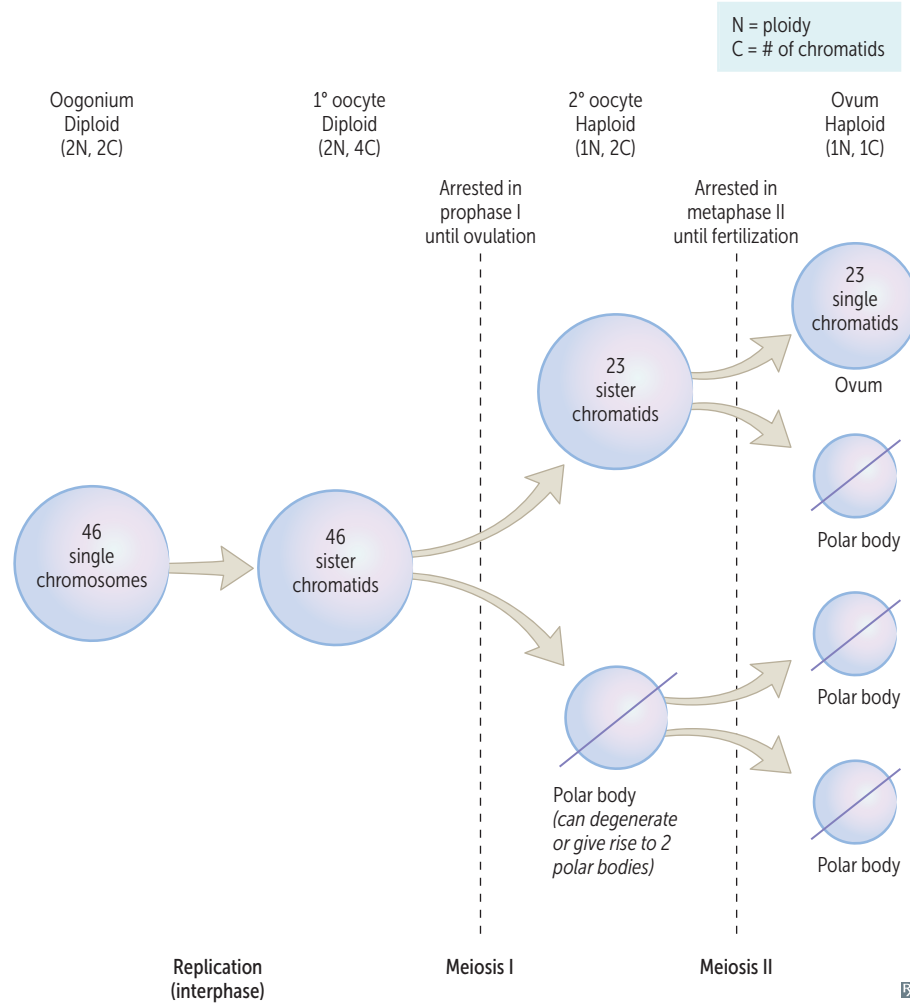 N = ploidy
C = # of chromatids
Oogonium
Diploid
(2N, 2C)
1° oocyte
Diploid
(2N, 4C)
2° oocyte
Haploid
(1N, 2C)
Ovum
Haploid
(1N, 1C)
Arrested in
prophase I
until ovulation
Arrested in
metaphase II
until fertilization
46
single
chromosomes
46
sister
chromatids
23
sister
chromatids
23
single
chromatids
Ovum
Polar body
Polar body
Polar body
(can degenerate
or give rise to 2
polar bodies)
Polar body
Replication
(interphase)
Meiosis I
Meiosis II